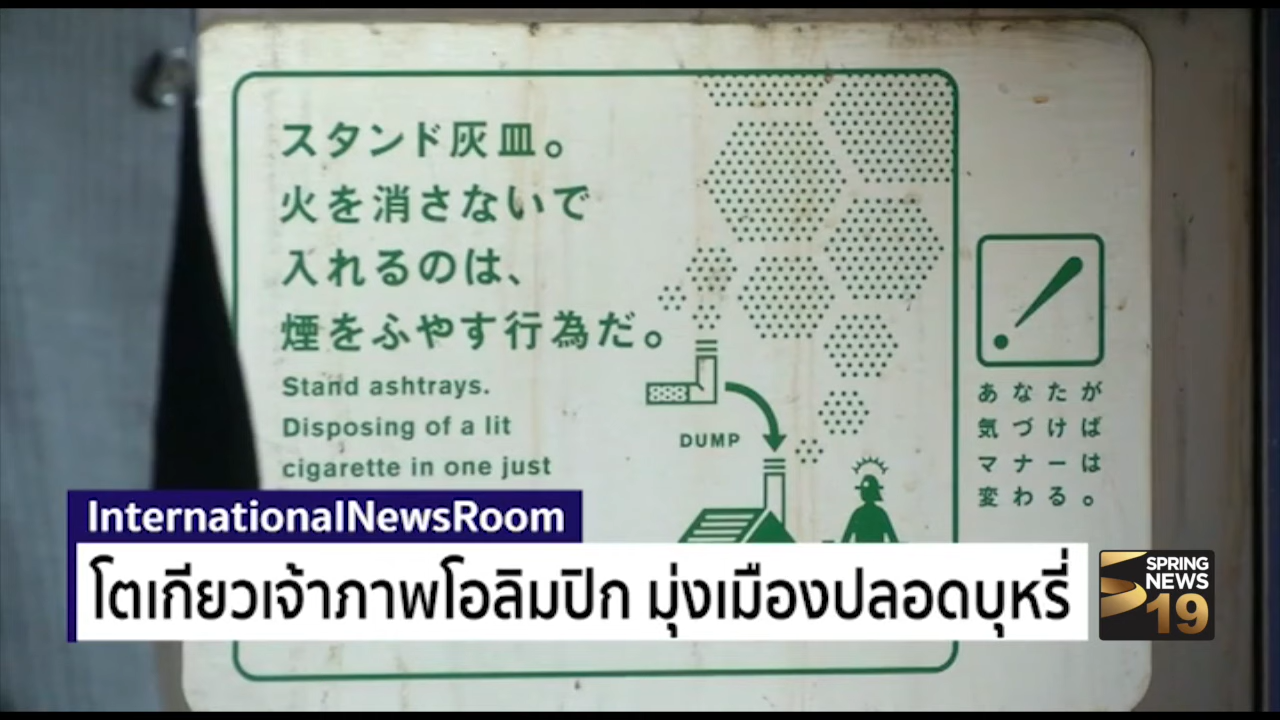 スタンド灰皿。
火を消さないで
入れるのは、
煙をふやす行為だ。
Stand ashtrays.
Disposing of a lit
cigarette in one just
DUMP
あなたが
気づけば
マナーは
変わる。
InternationalNewsRoom
โตเกียวเจ้าภาพโอลิมปิก มุ่งเมืองปลอดบุหรี่
SPRING
NEWS
19